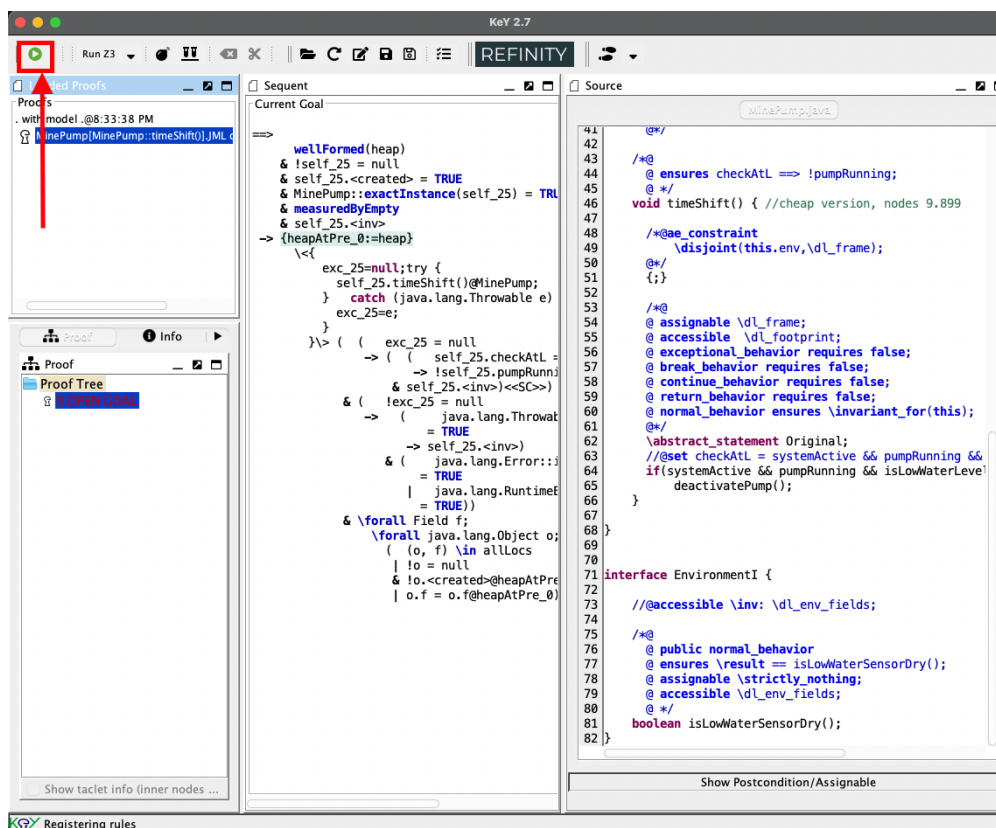 KeY 2.7
Run Z3
REFINITY
Loaded Proofs
Proofs
. with model .@8:33:38 PM
MinePump[MinePump::timeShift()].JML
Proof
Info
Proof
Proof Tree
0:OPEN GOAL
Show taclet info (inner nodes ...
Sequent
Current Goal
==>
wellFormed(heap)
& !self_25 = null
& self_25.<created> = TRUE
& MinePump::exactInstance(self_25) = TRU
& measuredByEmpty
& self_25.<inv>
-> {heapAtPre_0:=heap}
\<{
exc_25=null;try {
self_25.timeShift()@MinePump;
} catch (java.lang.Throwable e)
exc_25=e;
}
}\> ( ( exc_25 = null
-> ( ( self_25.checkAtL =
-> !self_25.pumpRunni
& self_25.<inv>)<<SC>>)
& ( !exc_25 = null
-> ( java.lang.Throwab
= TRUE
-> self_25.<inv>)
& ( java.lang.Error::i
= TRUE
| java.lang.RuntimeE
= TRUE))
& \forall Field f;
\forall java.lang.Object o;
( (o, f) \in allLocs
| !o = null
& !o.<created>@heapAtPre
| o.f = o.f@heapAtPre_0)
Source
MinePump.java
41 @*/
42
43 /*@
44 @ ensures checkAtL ==> !pumpRunning;
45 @ */
46 void timeShift() { //cheap version, nodes 9.899
47
48 /*@ae_constraint
49 \disjoint(this.env,\dl_frame);
50 @*/
51 {;}
52
53 /*@
54 @ assignable \dl_frame;
55 @ accessible \dl_footprint;
56 @ exceptional_behavior requires false;
57 @ break_behavior requires false;
58 @ continue_behavior requires false;
59 @ return_behavior requires false;
60 @ normal_behavior ensures \invariant_for(this);
61 @*/
62 \abstract_statement Original;
63 //@set checkAtL = systemActive && pumpRunning &&
64 if(systemActive && pumpRunning && isLowWaterLevel
65 deactivatePump();
66 }
67
68 }
69
70
71 interface EnvironmentI {
72
73 //@accessible \inv: \dl_env_fields;
74
75 /*@
76 @ public normal_behavior
77 @ ensures \result == isLowWaterSensorDry();
78 @ assignable \strictly_nothing;
79 @ accessible \dl_env_fields;
80 @ */
81 boolean isLowWaterSensorDry();
82 }
Show Postcondition/Assignable
KeY Registering rules